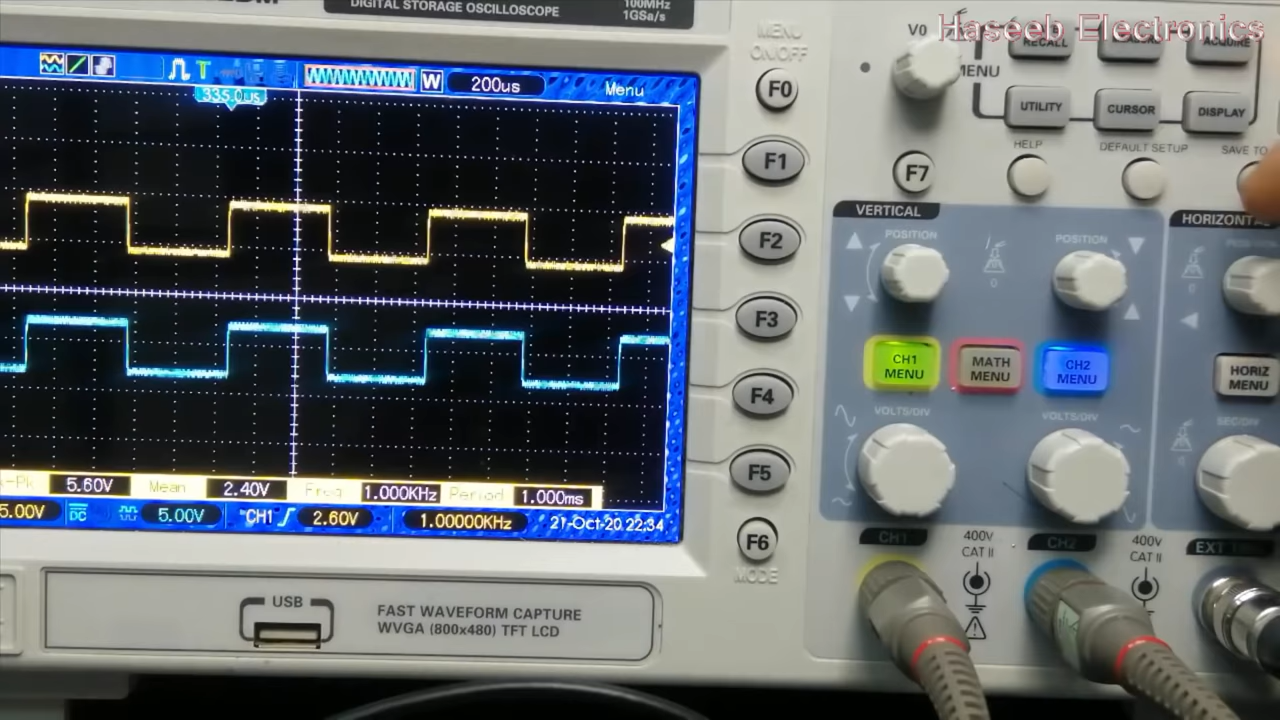 DIGITAL STORAGE OSCILLOSCOPE
100MHz
1GSa/s
Haseeb Electronics
MENU
ON/OFF
V0
MENU
RECALL
ACQUIRE
W
200us
Menu
T
335.0us
F0
UTILITY
CURSOR
DISPLAY
HELP
DEFAULT SETUP
SAVE TO
F1
F7
VERTICAL
HORIZONTAL
F2
POSITION
POSITION
0
0
F3
CH1
MENU
MATH
MENU
CH2
MENU
HORIZ
MENU
F4
VOLTS/DIV
VOLTS/DIV
SEC/DIV
F5
5.60V
Mean
2.40V
Freq
1.000KHz
Period
1.000ms
5.00V
DC
5.00V
CH1
2.60V
1.00000KHz
21-Oct-20 22:34
F6
MODE
CH1
400V
CAT II
CH2
400V
CAT II
USB
FAST WAVEFORM CAPTURE
WVGA (800x480) TFT LCD